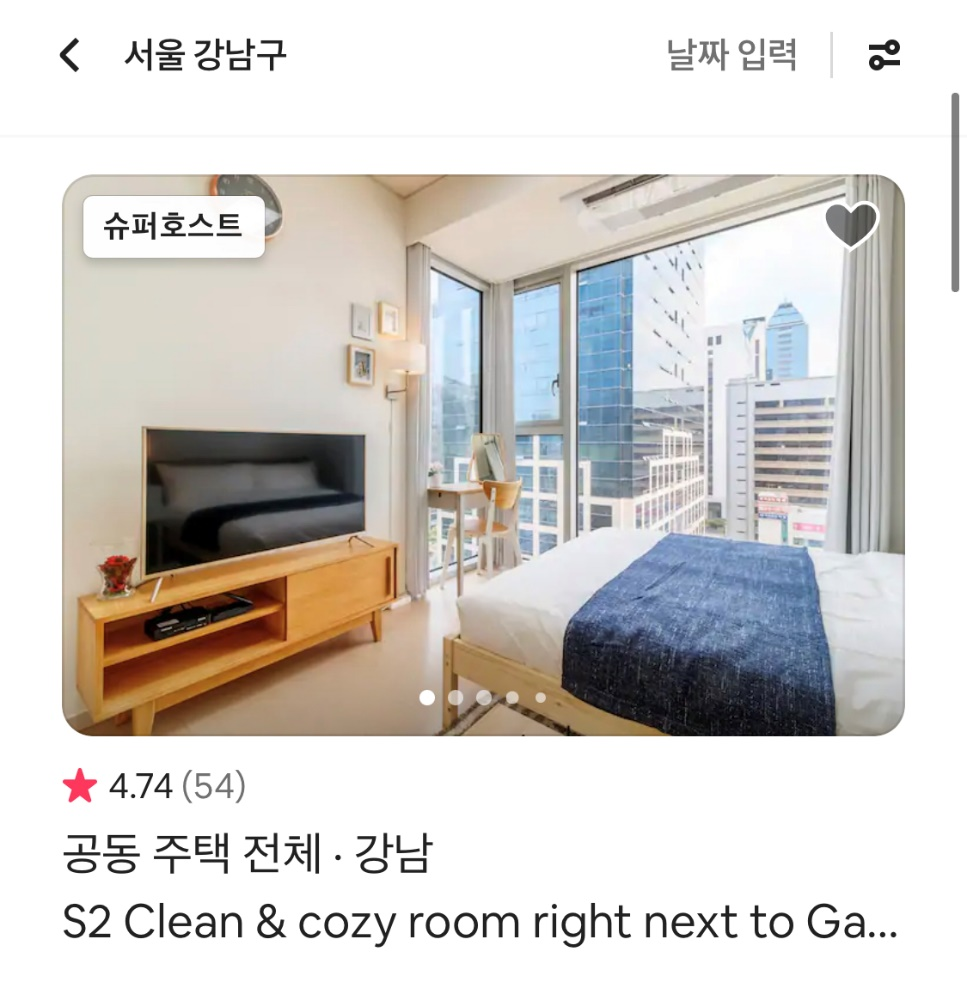 서울 강남구
날짜 입력
슈퍼호스트
4.74 (54)
공동 주택 전체 · 강남
S2 Clean & cozy room right next to Ga...